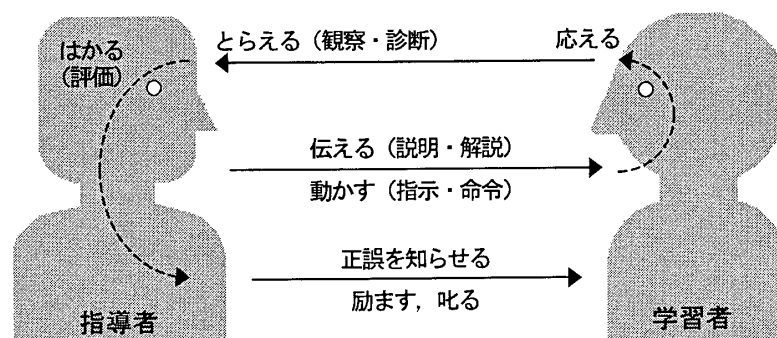 はかる
(評価)
とらえる(観察・診断)
応える
伝える(説明・解説)
動かす(指示・命令)
正誤を知らせる
励ます，叱る
指導者
学習者